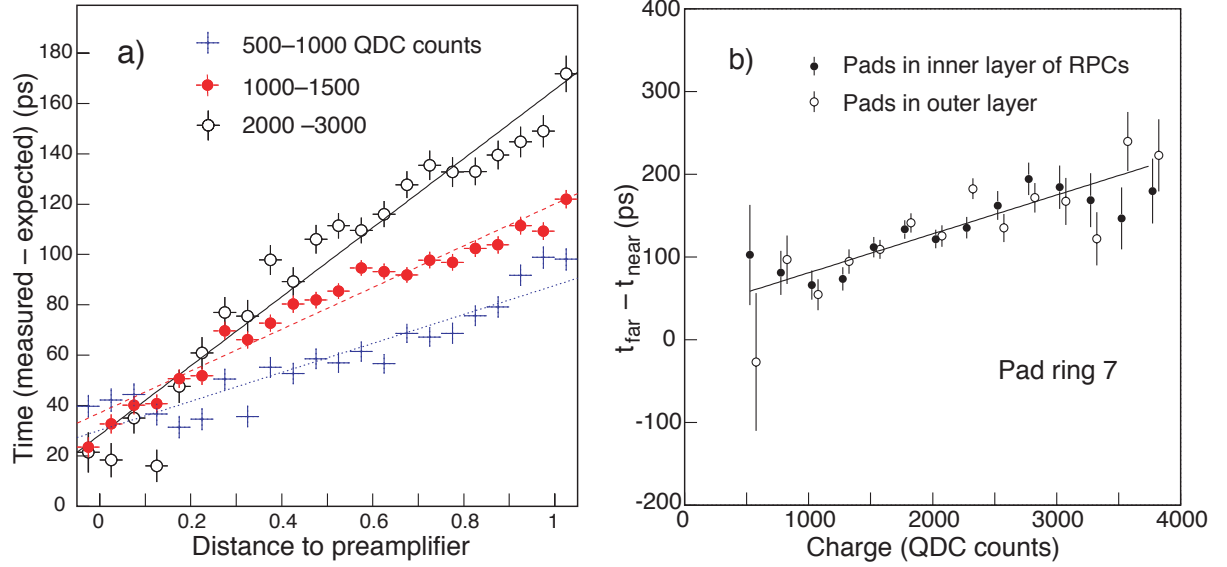 a)
500–1000 QDC counts
1000–1500
2000 –3000
Time (measured – expected) (ps)
180
160
140
120
100
80
60
40
20
0
0 0.2 0.4 0.6 0.8 1
Distance to preamplifier
b)
Pads in inner layer of RPCs
Pads in outer layer
t_far – t_near (ps)
400
300
200
100
0
-100
-200
Pad ring 7
0 1000 2000 3000 4000
Charge (QDC counts)